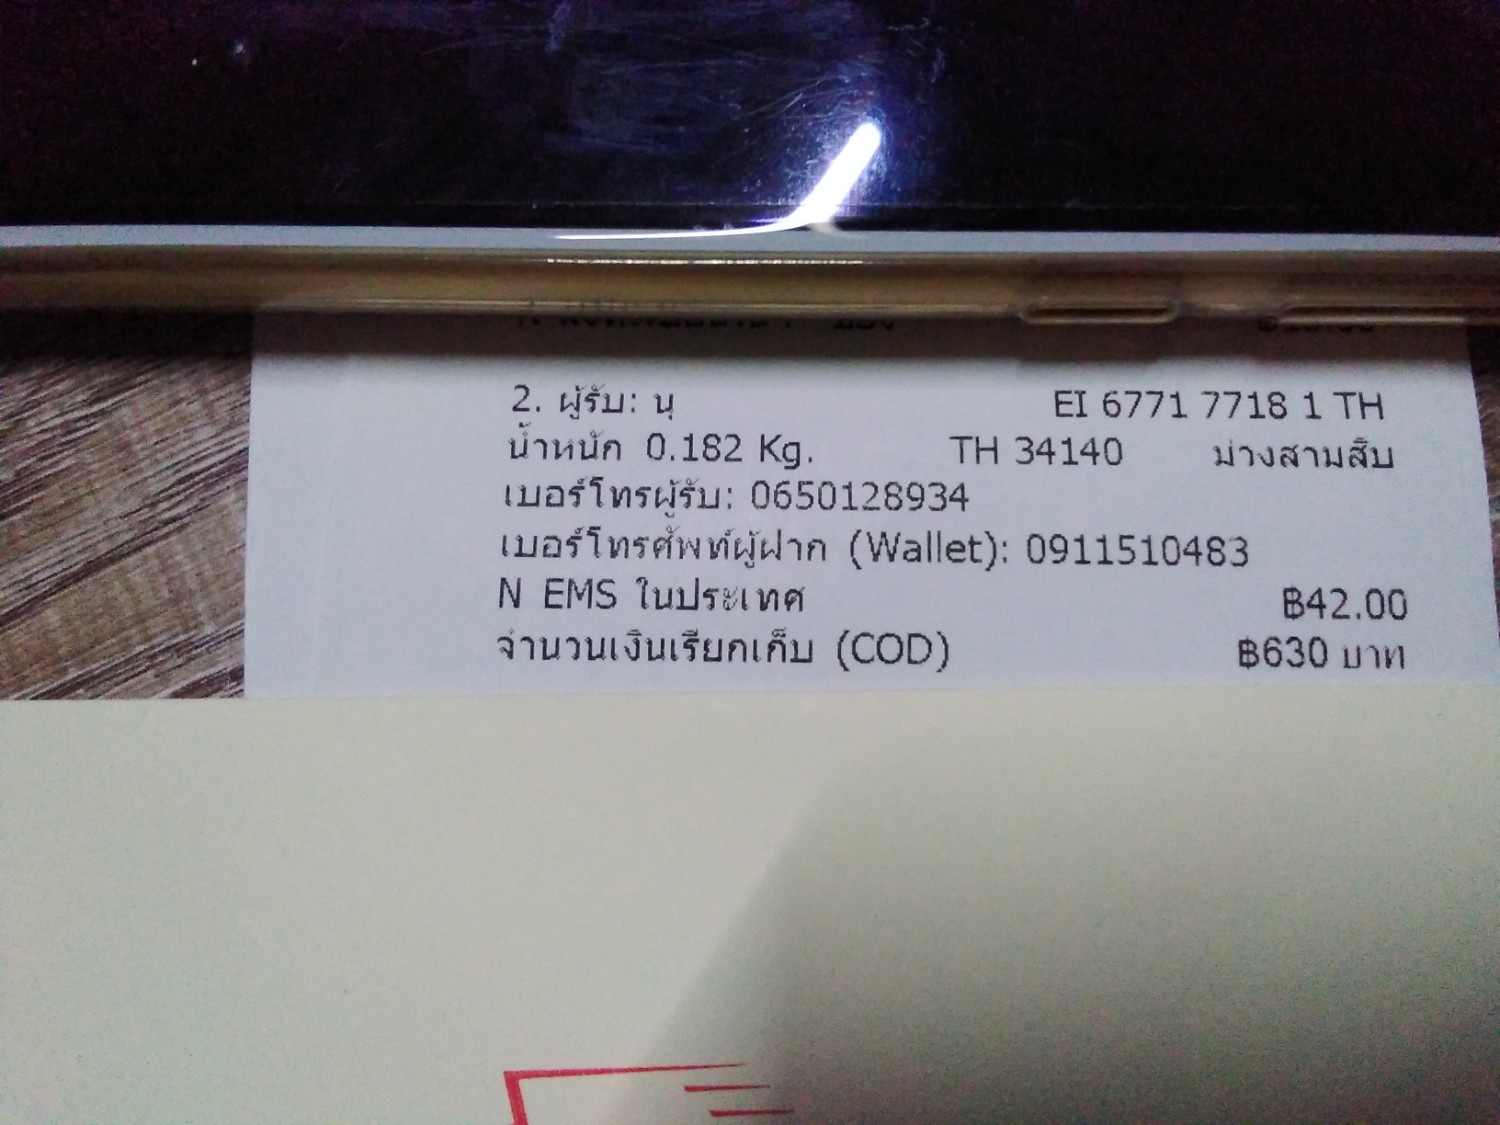 2. ผู้รับ: นุ EI 6771 7718 1 TH
น้ำหนัก 0.182 Kg. TH 34140 ม่วงสามสิบ
เบอร์โทรผู้รับ: 0650128934
เบอร์โทรศัพท์ผู้ฝาก (Wallet): 0911510483
N EMS ในประเทศ ฿42.00
จำนวนเงินเรียกเก็บ (COD) ฿630 บาท